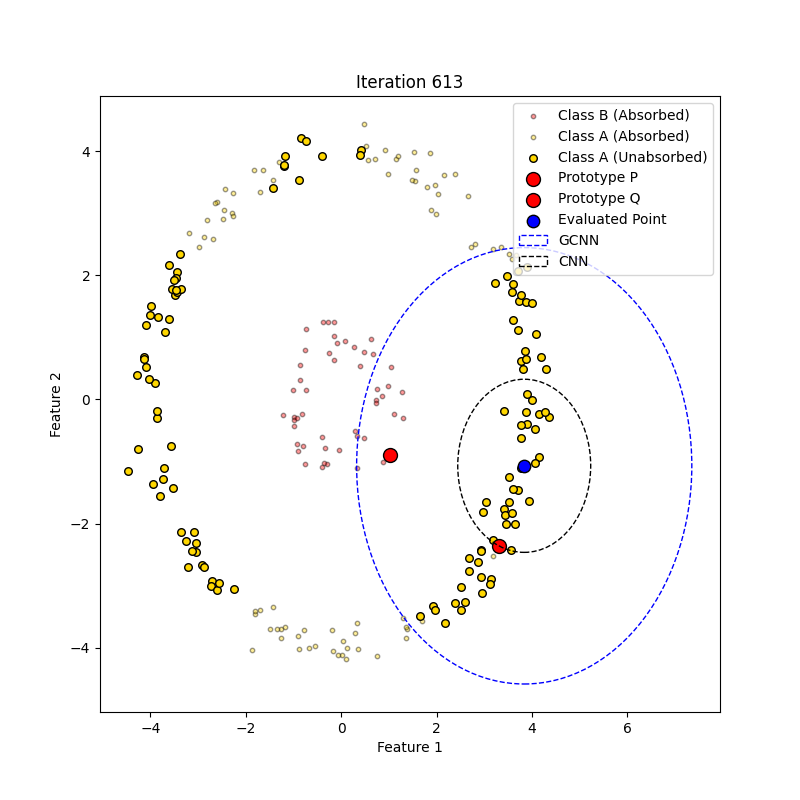 Iteration 613
Class B (Absorbed)
Class A (Absorbed)
Class A (Unabsorbed)
Prototype P
Prototype Q
Evaluated Point
GCNN
CNN
4
2
0
−2
−4
Feature 2
−4
−2
0
2
4
6
Feature 1